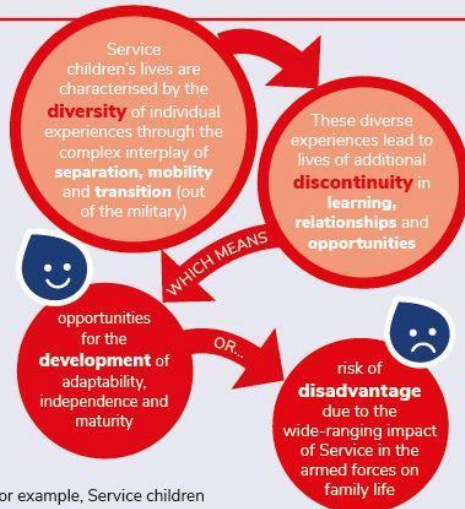 Service
children's lives are
characterised by the
diversity of individual
experiences through the
complex interplay of
separation, mobility
and transition (out
of the military)
These diverse
experiences lead to
lives of additional
discontinuity in
learning,
relationships and
opportunities
WHICH MEANS
opportunities
for the
development of
adaptability,
independence and
maturity
OR...
risk of
disadvantage
due to the
wide-ranging impact
of Service in the
armed forces on
family life
or example, Service children